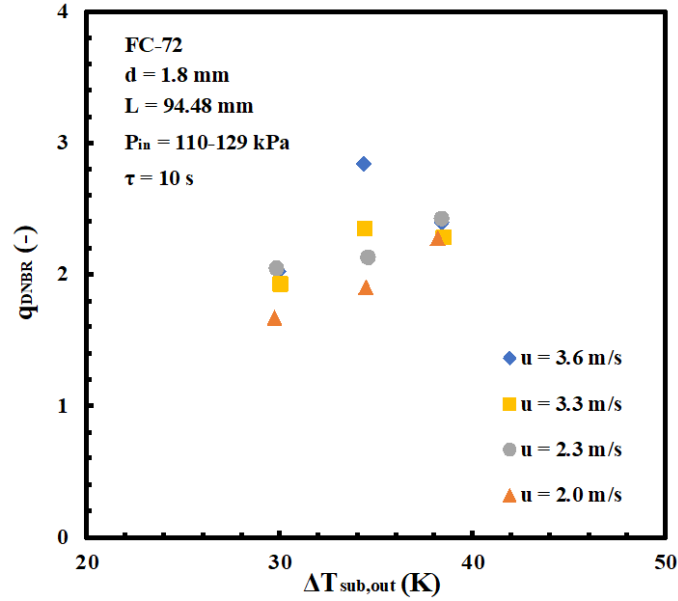 4
3
2
1
0
20
30
40
50
qDNBR (-)
ΔTsub,out (K)
FC-72
d = 1.8 mm
L = 94.48 mm
Pin = 110-129 kPa
τ = 10 s
u = 3.6 m/s
u = 3.3 m/s
u = 2.3 m/s
u = 2.0 m/s